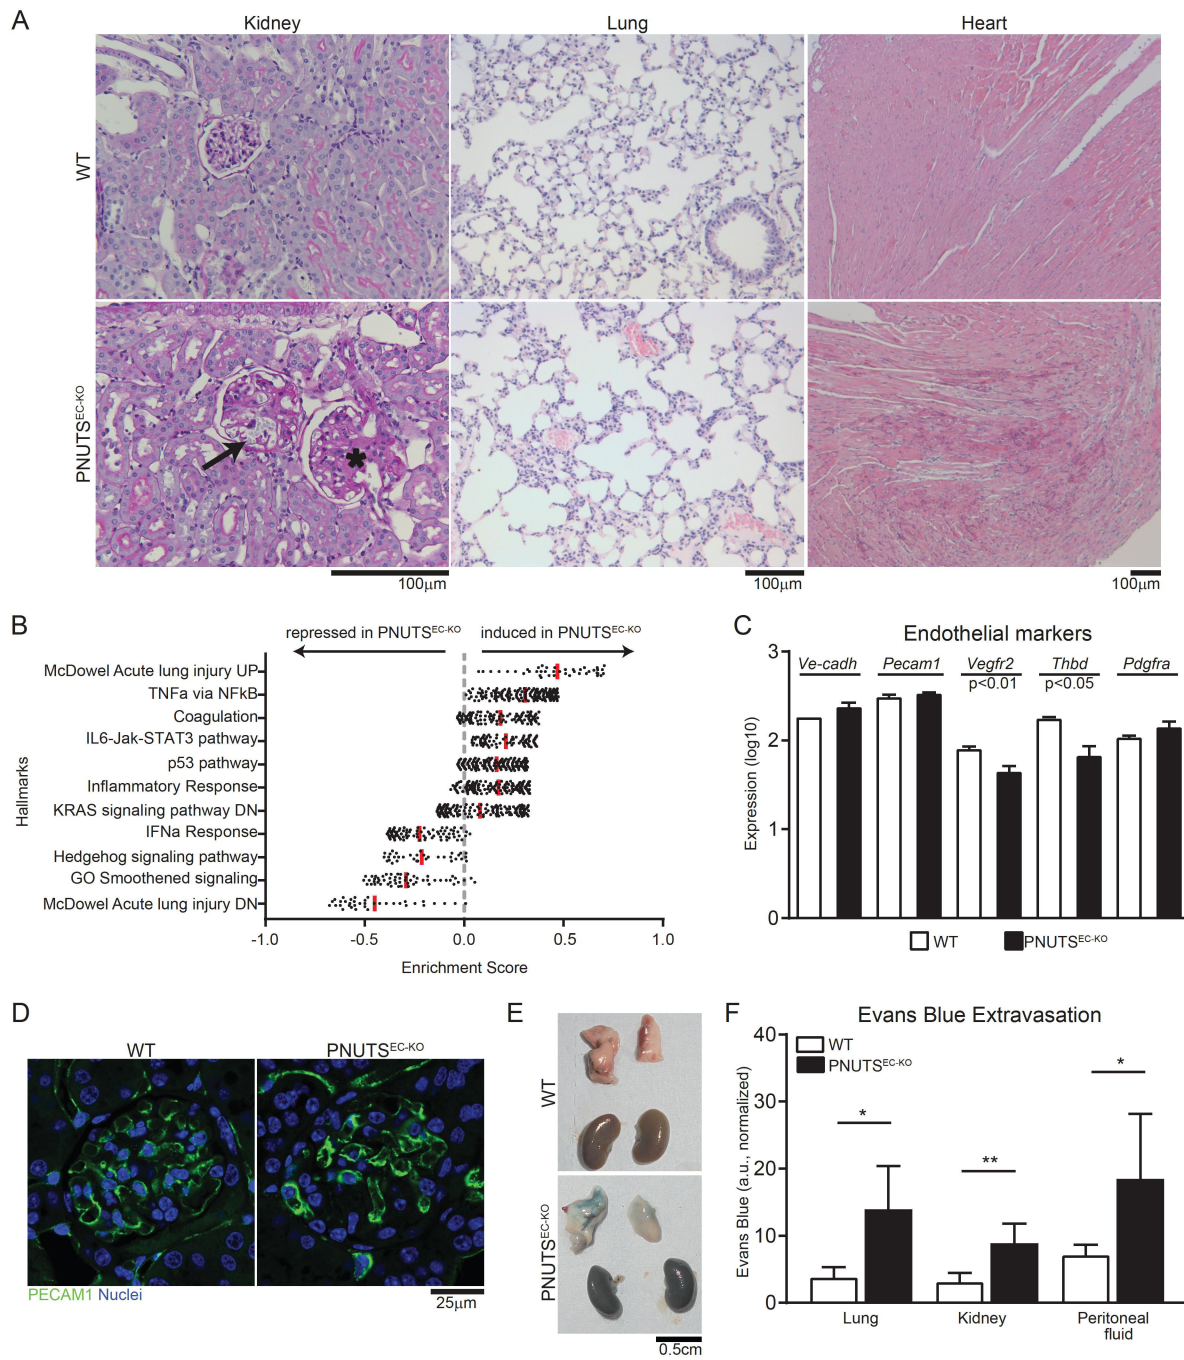 A
Kidney
Lung
Heart
WT
PNUTSEC-KO
*
100µm
100µm
100µm
B
repressed in PNUTSEC-KO
induced in PNUTSEC-KO
Hallmarks
McDowel Acute lung injury UP
TNFa via NFkB
Coagulation
IL6-Jak-STAT3 pathway
p53 pathway
Inflammatory Response
KRAS signaling pathway DN
IFNa Response
Hedgehog signaling pathway
GO Smoothened signaling
McDowel Acute lung injury DN
-1.0
-0.5
0.0
0.5
1.0
Enrichment Score
C
Endothelial markers
Expression (log10)
3
2
1
0
Ve-cadh
Pecam1
Vegfr2
Thbd
Pdgfra
p<0.01
p<0.05
WT
PNUTSEC-KO
D
WT
PNUTSEC-KO
PECAM1 Nuclei
25µm
E
WT
PNUTSEC-KO
0.5cm
F
Evans Blue Extravasation
WT
PNUTSEC-KO
Evans Blue (a.u., normalized)
40
30
20
10
0
*
**
*
Lung
Kidney
Peritoneal
fluid